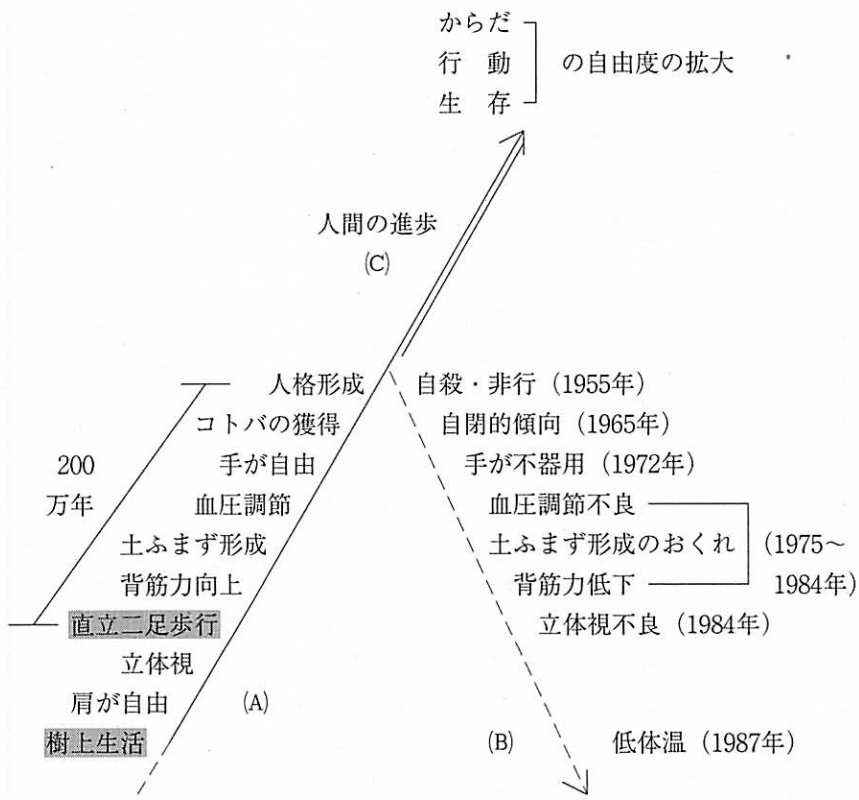 からだ
行 動
生 存
の自由度の拡大
人間の進歩
(C)
人格形成 自殺・非行(1955年)
コトバの獲得 自閉的傾向(1965年)
200
万年
手が自由 手が不器用(1972年)
血圧調節 血圧調節不良
土ふまず形成 土ふまず形成のおくれ (1975〜
背筋力向上 背筋力低下 1984年)
直立二足歩行 立体視不良(1984年)
立体視
肩が自由 (A)
樹上生活 (B) 低体温(1987年)